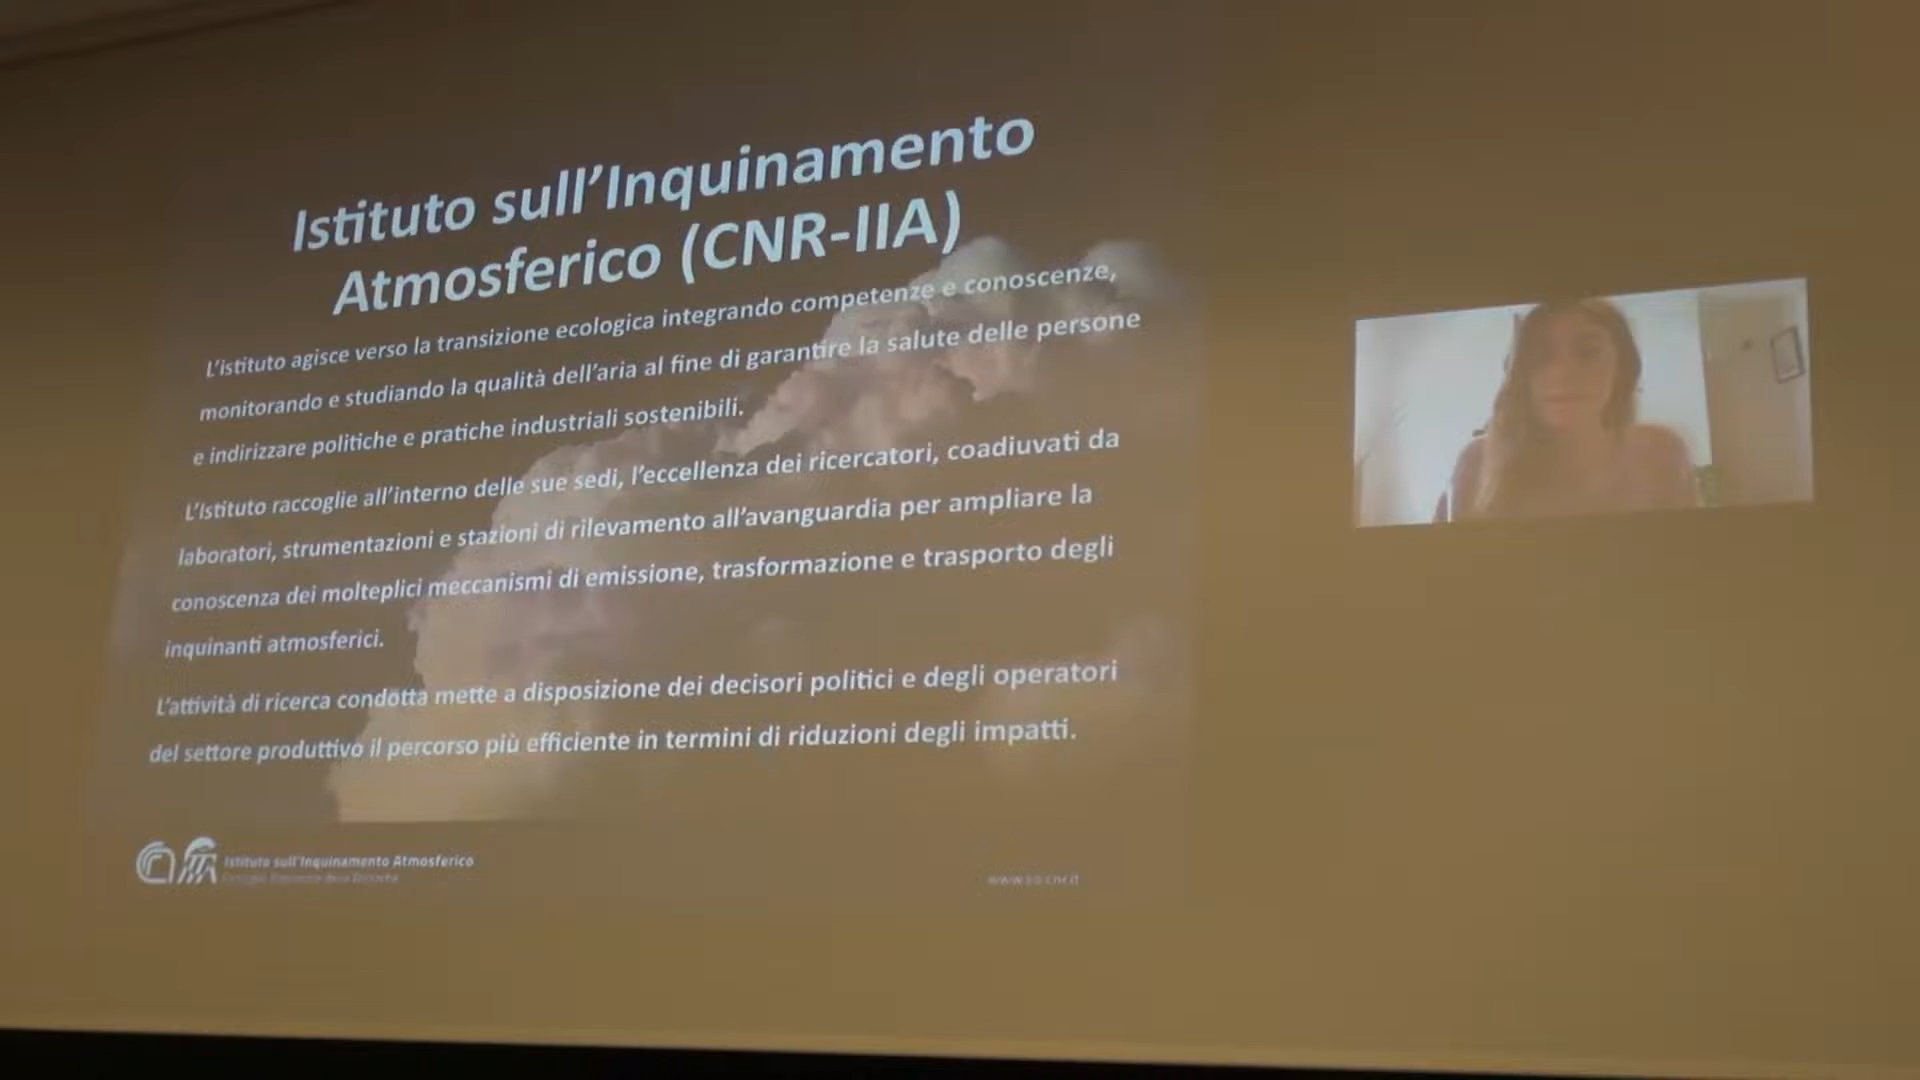 Istituto sull'Inquinamento
Atmosferico (CNR-IIA)
L'istituto agisce verso la transizione ecologica integrando competenze e conoscenze,
monitorando e studiando la qualità dell'aria al fine di garantire la salute delle persone
e indirizzare politiche e pratiche industriali sostenibili.
L'Istituto raccoglie all'interno delle sue sedi, l'eccellenza dei ricercatori, coadiuvati da
laboratori, strumentazioni e stazioni di rilevamento all'avanguardia per ampliare la
conoscenza dei molteplici meccanismi di emissione, trasformazione e trasporto degli
inquinanti atmosferici.
L'attività di ricerca condotta mette a disposizione dei decisori politici e degli operatori
del settore produttivo il percorso più efficiente in termini di riduzioni degli impatti.
Istituto sull'Inquinamento Atmosferico